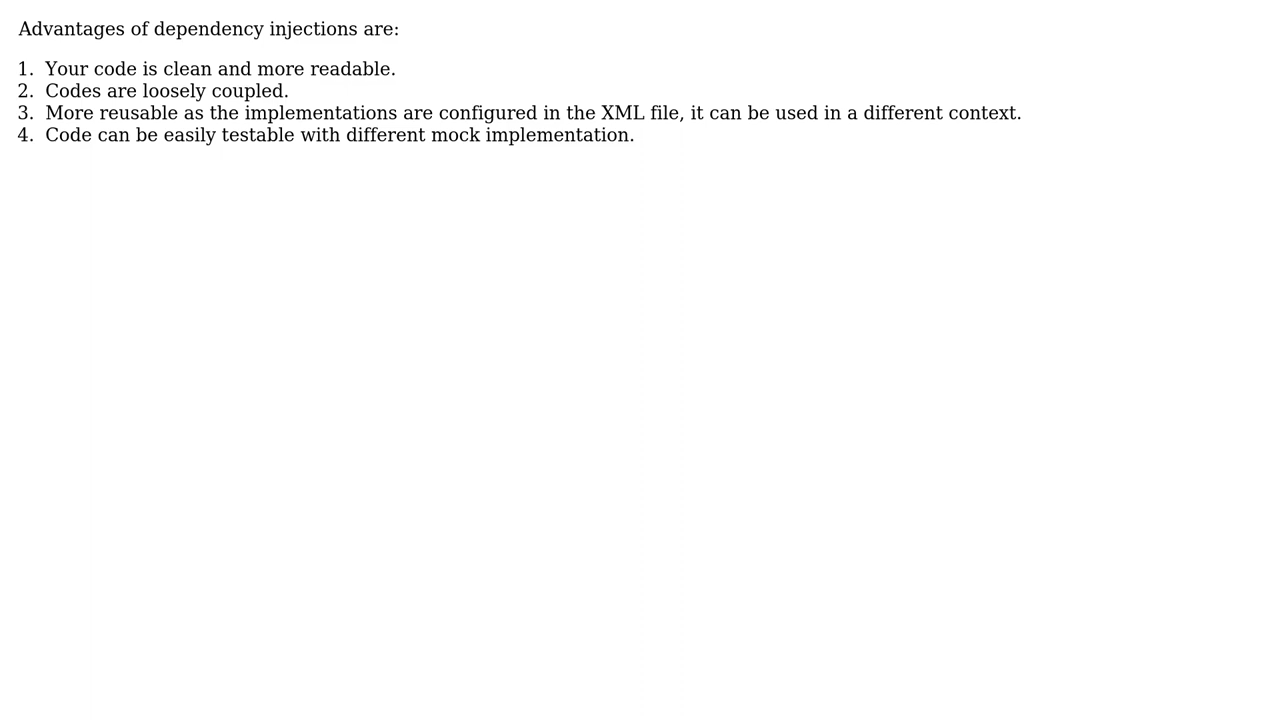 Advantages of dependency injections are:
1. Your code is clean and more readable.
2. Codes are loosely coupled.
3. More reusable as the implementations are configured in the XML file, it can be used in a different context.
4. Code can be easily testable with different mock implementation.